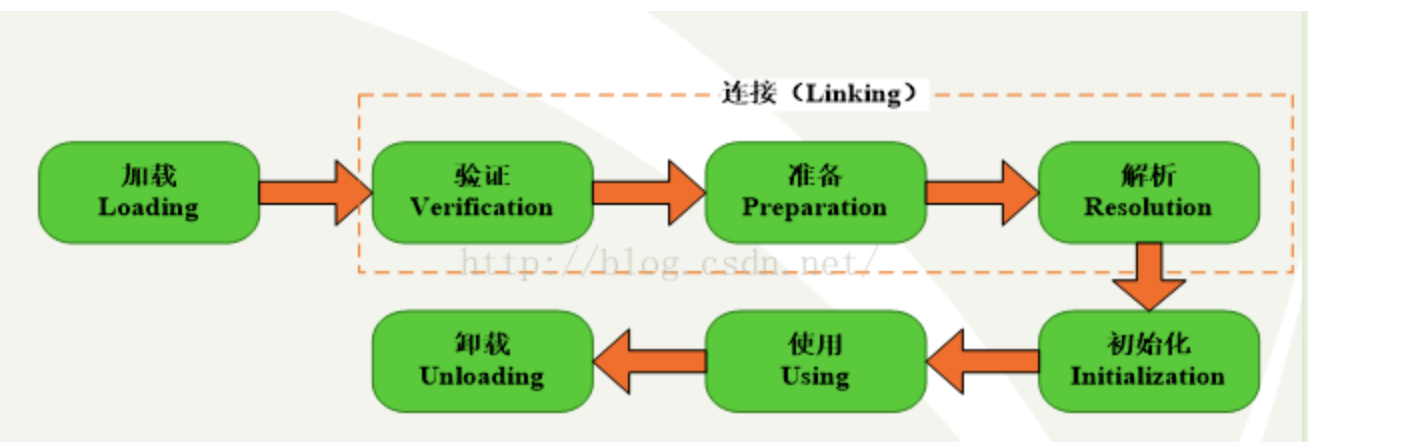 连接（Linking）
加载
Loading
验证
Verification
准备
Preparation
解析
Resolution
http://blog.csdn.net/
卸载
Unloading
使用
Using
初始化
Initialization